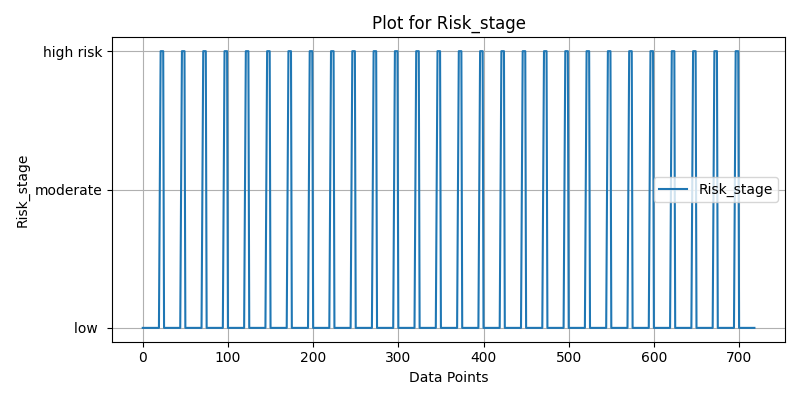 Plot for Risk_stage
high risk
moderate
low
Risk_stage
Risk_stage
0 100 200 300 400 500 600 700
Data Points